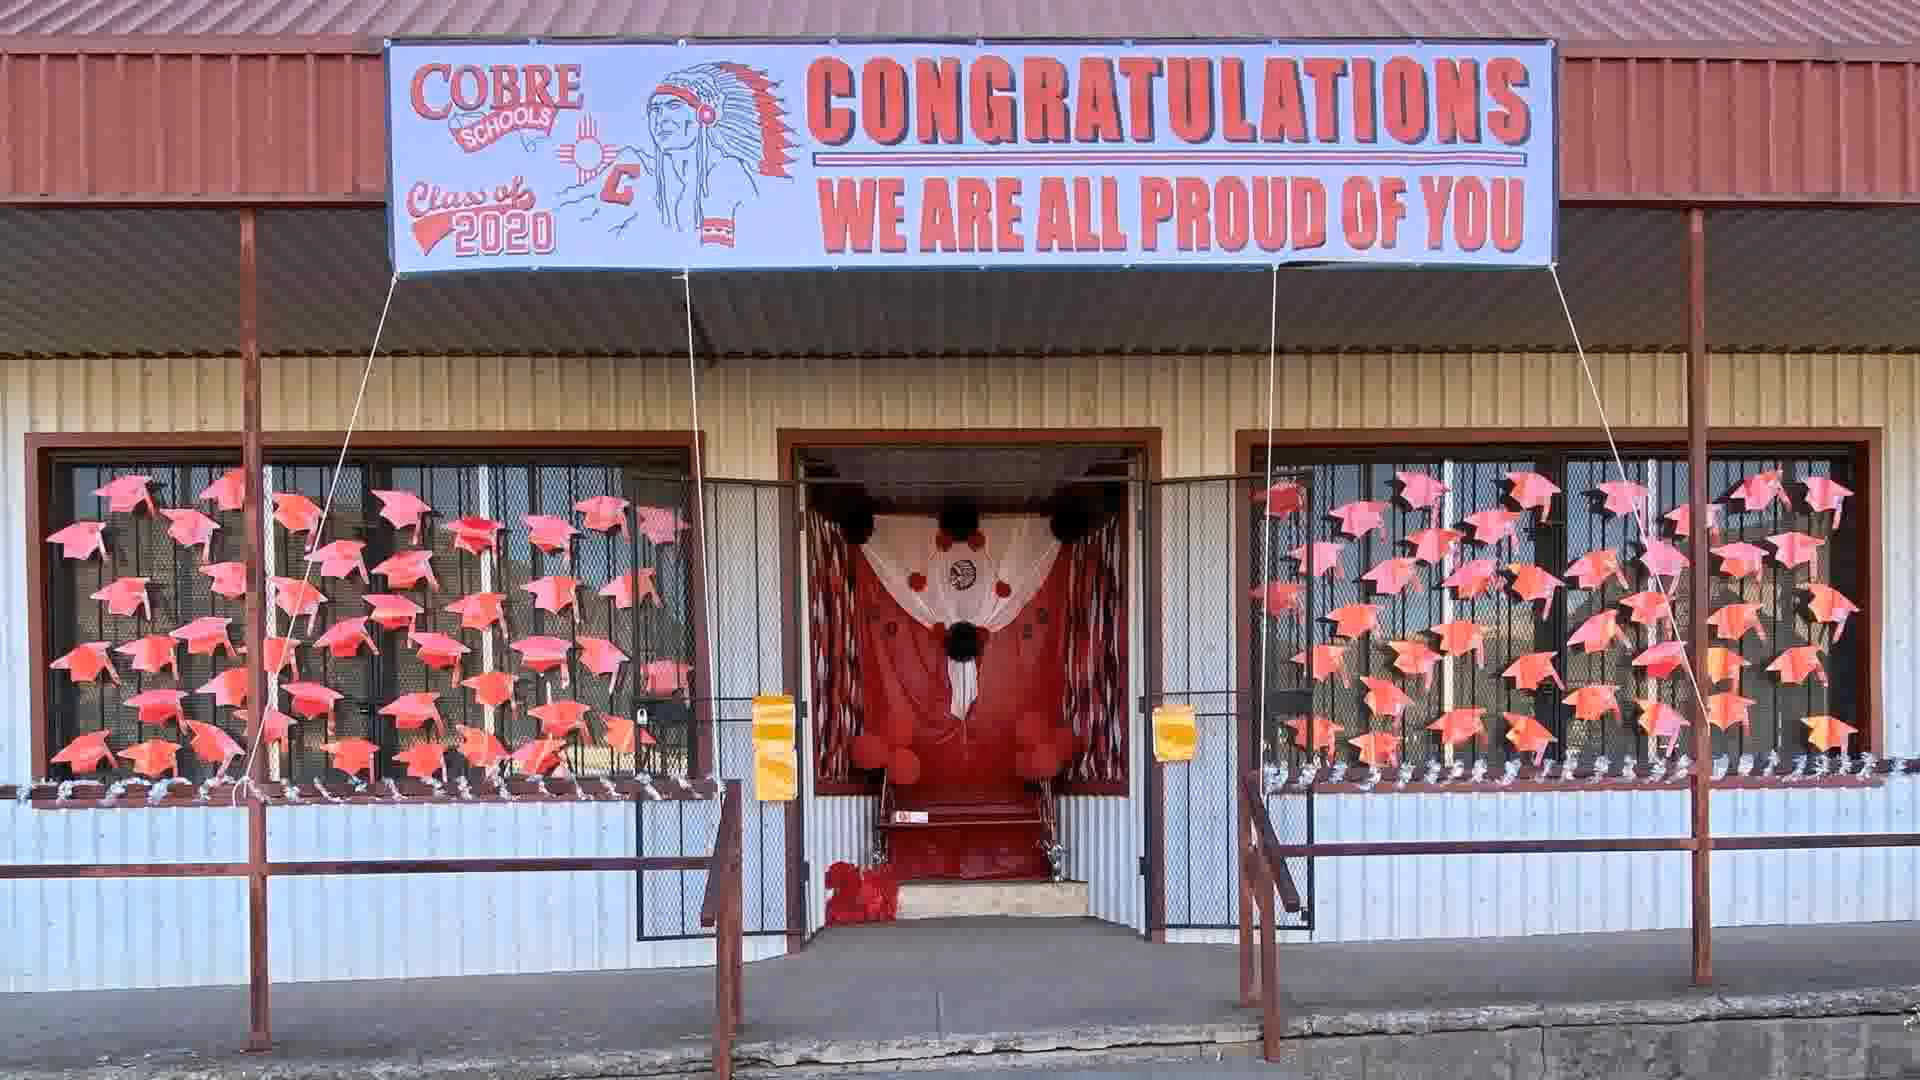 COBRE
SCHOOLS
Class of
2020
C
CONGRATULATIONS
WE ARE ALL PROUD OF YOU